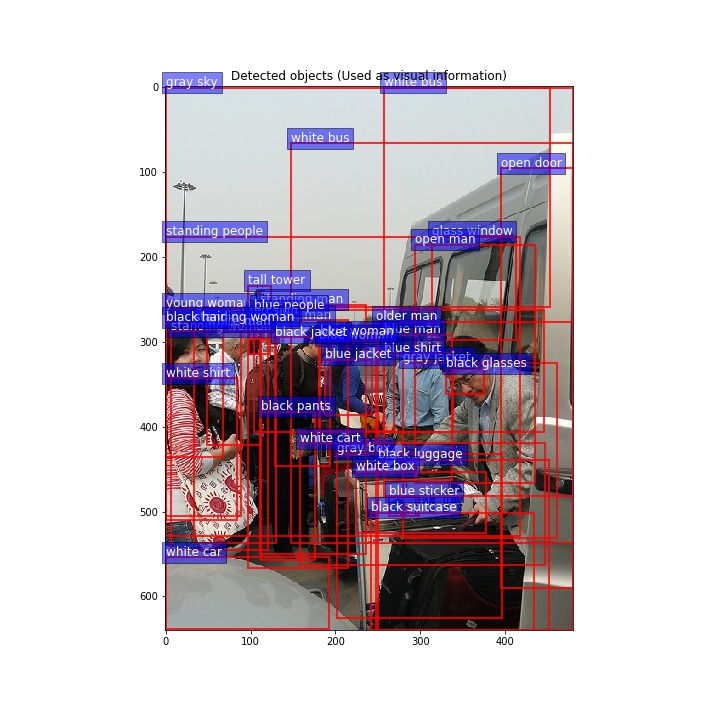 Detected objects (Used as visual information)
gray sky
white bus
white bus
open door
standing people
glass window
open man
tall tower
young woman
standing man
blue people
black hair
woman
older man
black jacket
woman
blue man
blue shirt
blue jacket
gray jacket
black glasses
white shirt
black pants
white cart
gray box
black luggage
white box
blue sticker
black suitcase
white car
0
100
200
300
400
500
600
0
100
200
300
400